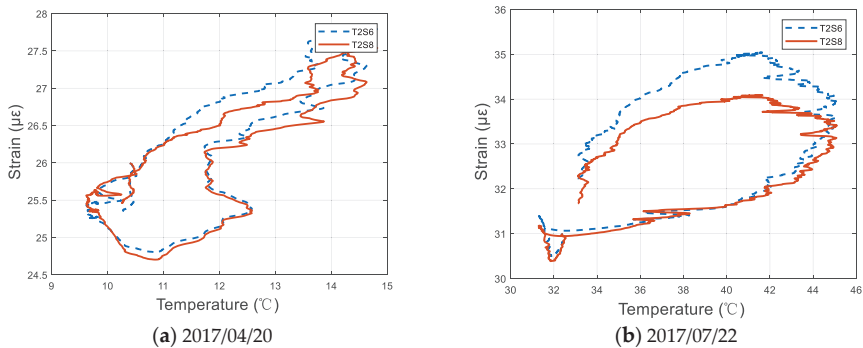 28
27.5
27
26.5
26
25.5
25
24.5
Strain (με)
T2S6
T2S8
9 10 11 12 13 14 15
Temperature (℃)
(a) 2017/04/20
36
35
34
33
32
31
30
Strain (με)
T2S6
T2S8
30 32 34 36 38 40 42 44 46
Temperature (℃)
(b) 2017/07/22